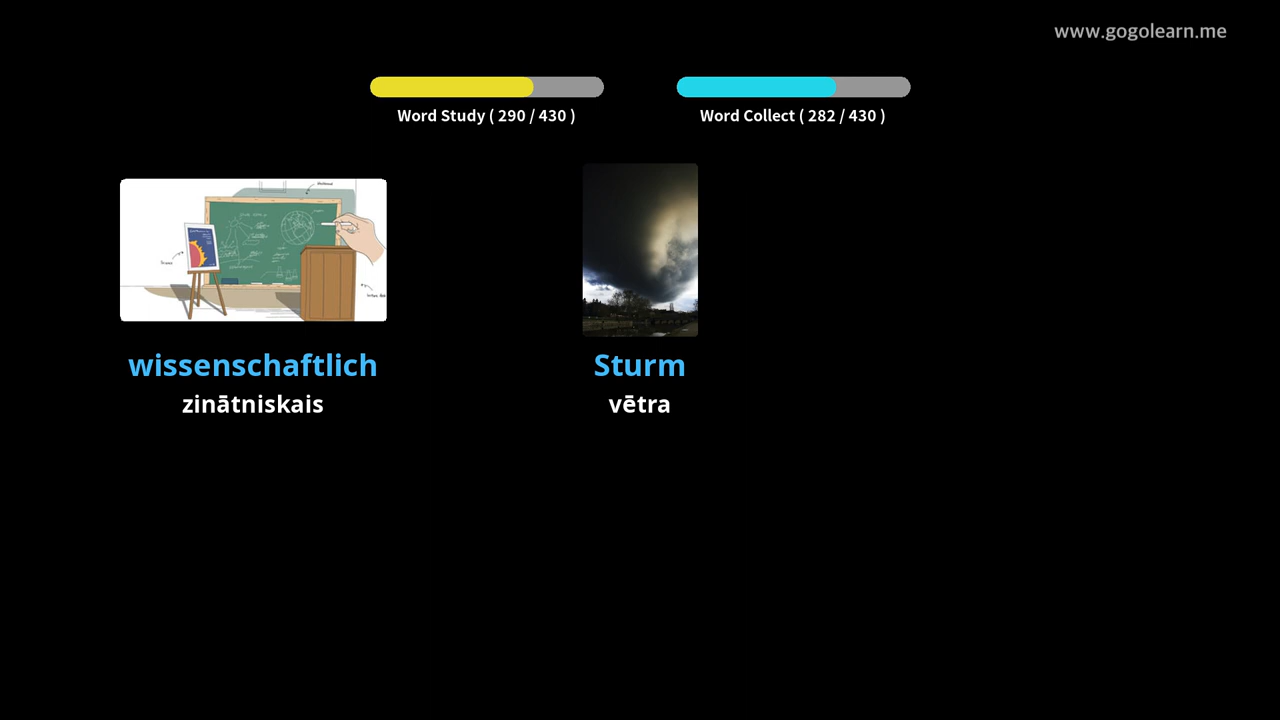 www.gogolearn.me
Word Study ( 290 / 430 )
Word Collect ( 282 / 430 )
wissenschaftlich
zinātniskais
Sturm
vētra